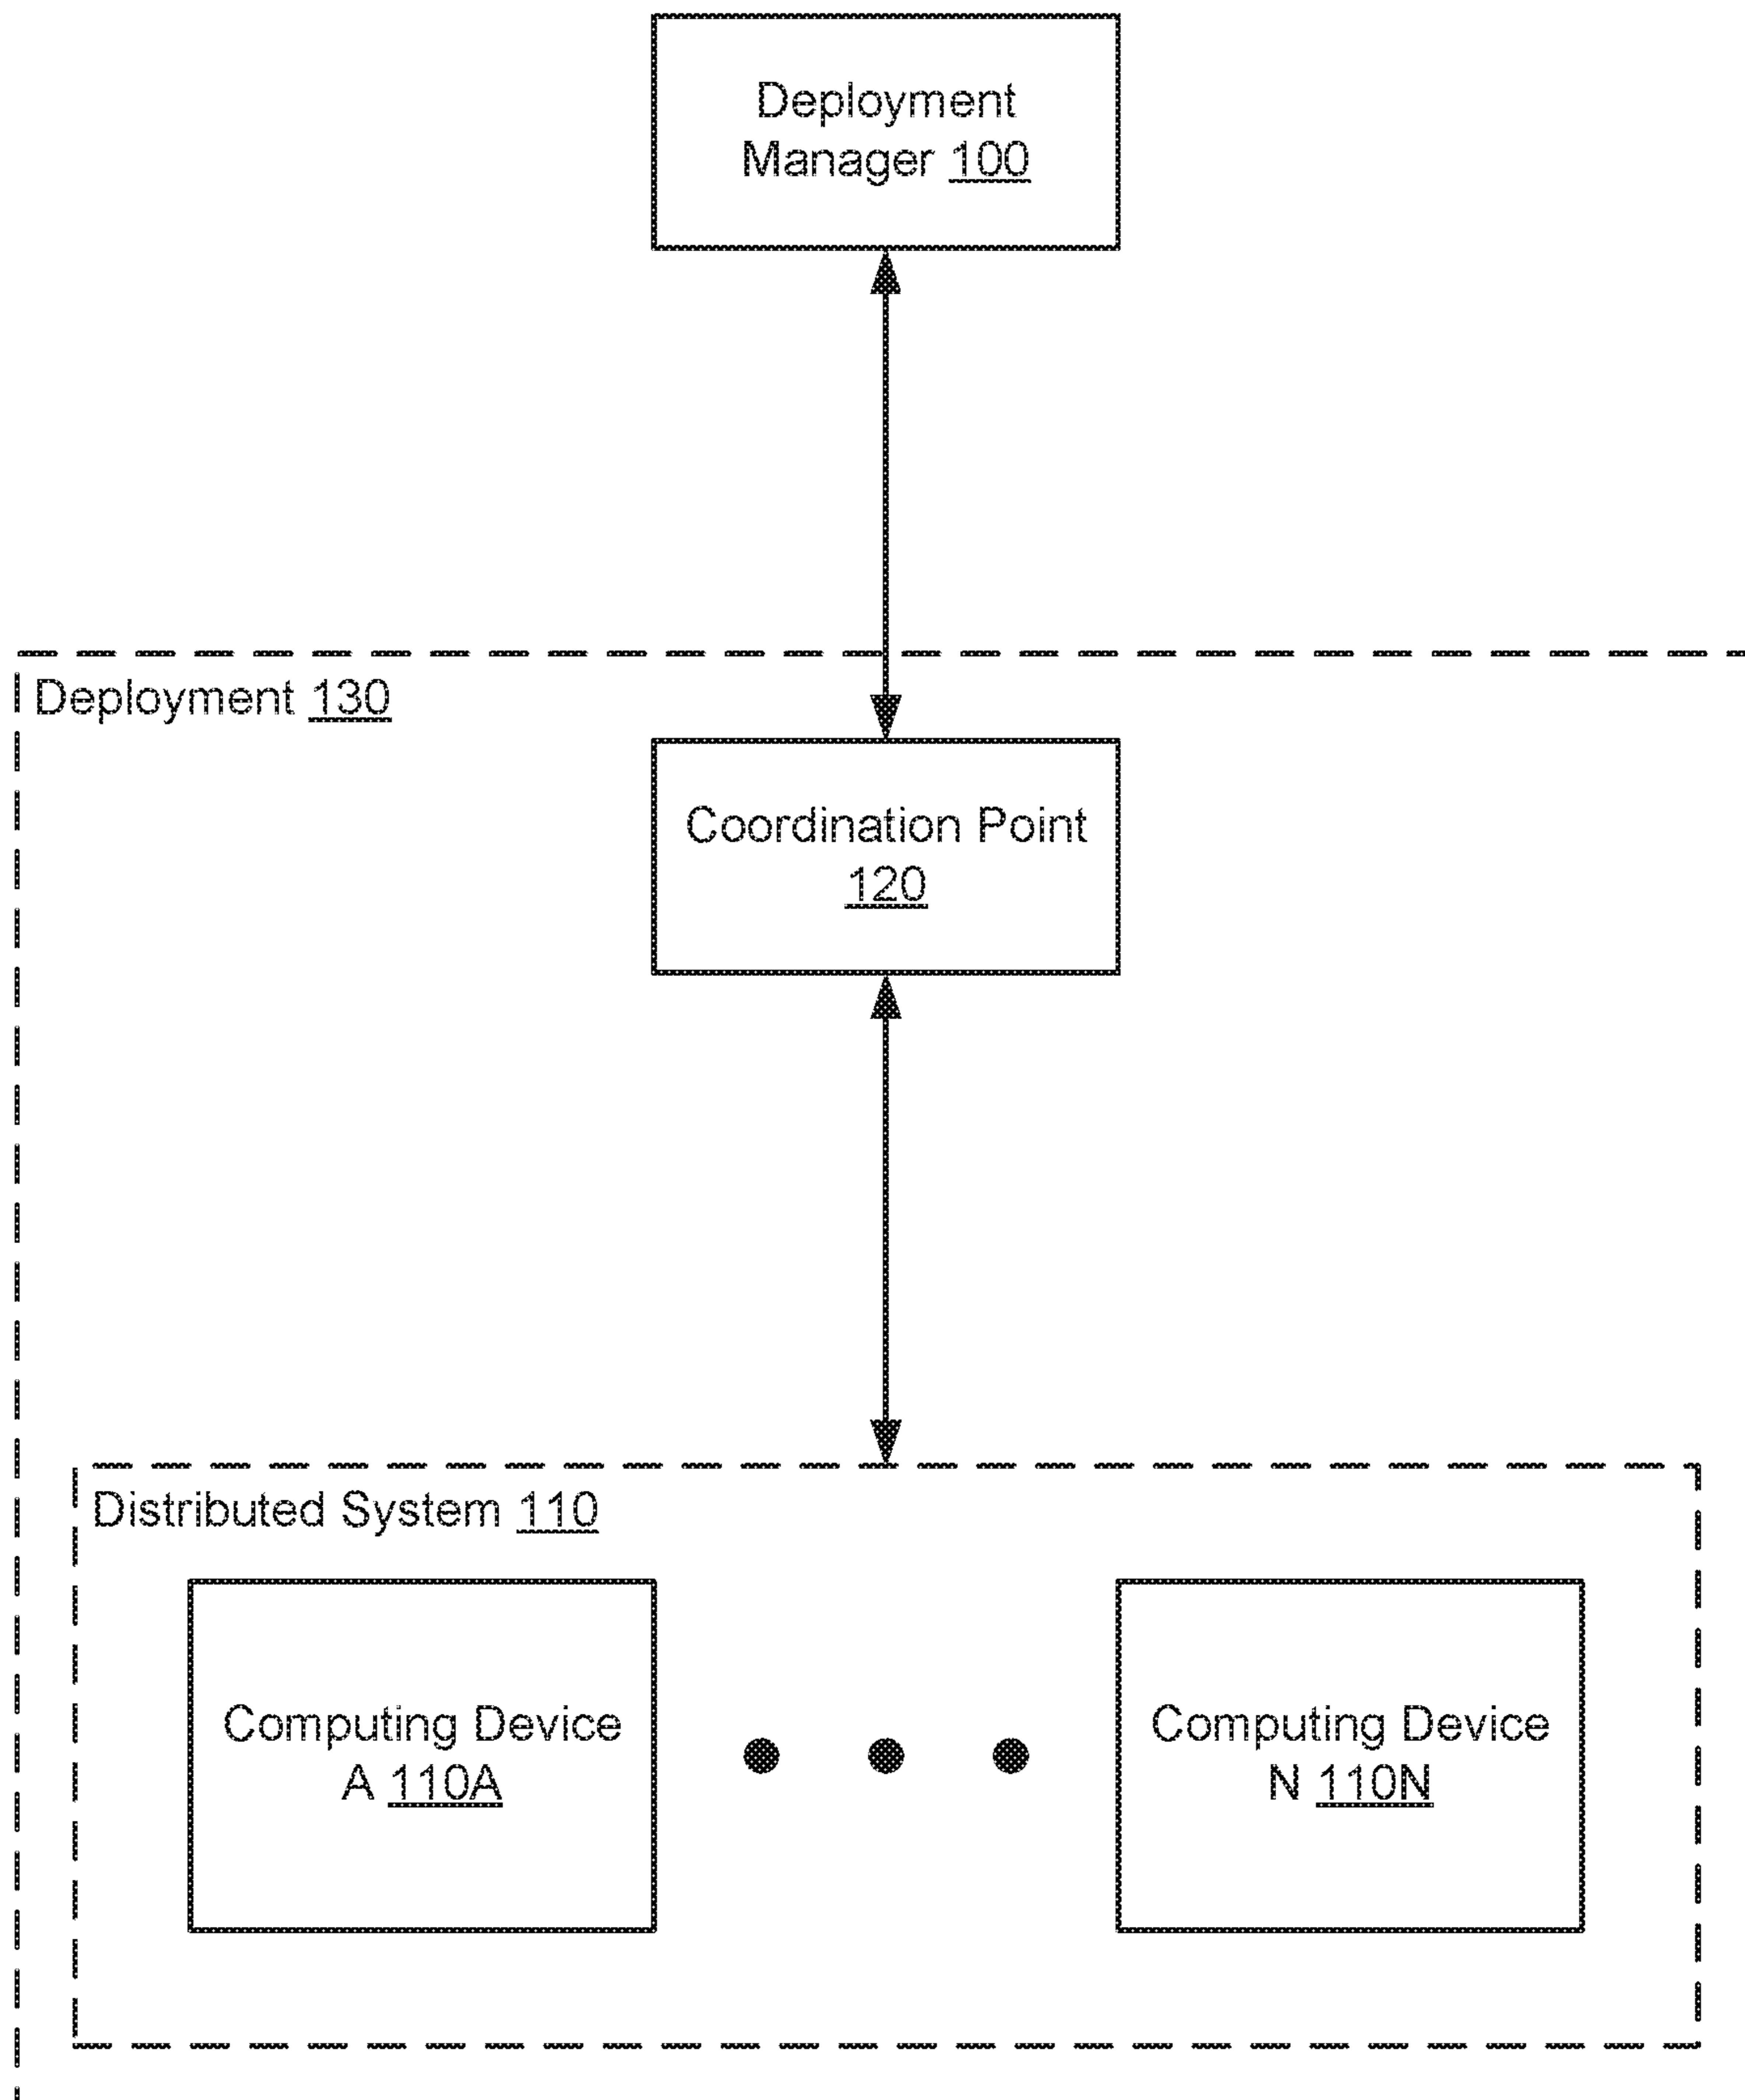 Deployment
Manager 100
Deployment 130
Coordination Point
120
Distributed System 110
Computing Device
A 110A
Computing Device
N 110N